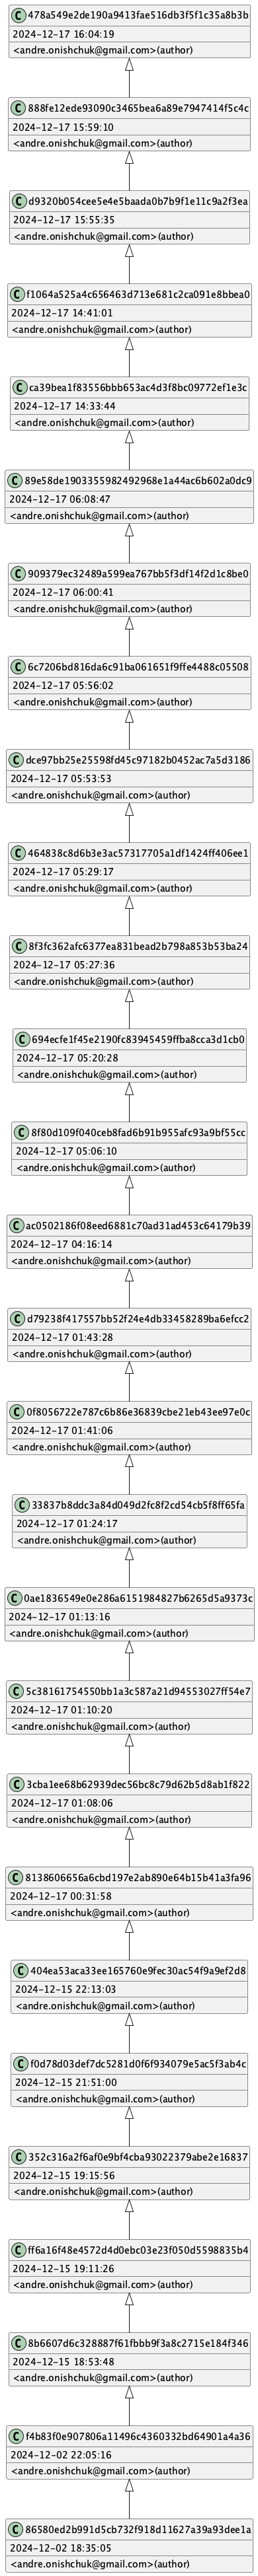 C 478a549e2de190a9413fae516db3f5f1c35a8b3b
2024-12-17 16:04:19
<andre.onishchuk@gmail.com>(author)
C 888fe12ede93090c3465bea6a89e7947414f5c4c
2024-12-17 15:59:10
<andre.onishchuk@gmail.com>(author)
C d9320b054cee5e4e5baada0b7b9f1e11c9a2f3ea
2024-12-17 15:55:35
<andre.onishchuk@gmail.com>(author)
C f1064a525a4c656463d713e681c2ca091e8bbea0
2024-12-17 14:41:01
<andre.onishchuk@gmail.com>(author)
C ca39bea1f83556bbb653ac4d3f8bc09772ef1e3c
2024-12-17 14:33:44
<andre.onishchuk@gmail.com>(author)
C 89e58de1903355982492968e1a44ac6b602a0dc9
2024-12-17 06:08:47
<andre.onishchuk@gmail.com>(author)
C 909379ec32489a599ea767bb5f3df14f2d1c8be0
2024-12-17 06:00:41
<andre.onishchuk@gmail.com>(author)
C 6c7206bd816da6c91ba061651f9ffe4488c05508
2024-12-17 05:56:02
<andre.onishchuk@gmail.com>(author)
C dce97bb25e25598fd45c97182b0452ac7a5d3186
2024-12-17 05:53:53
<andre.onishchuk@gmail.com>(author)
C 464838c8d6b3e3ac57317705a1df1424ff406ee1
2024-12-17 05:29:17
<andre.onishchuk@gmail.com>(author)
C 8f3fc362afc6377ea831bead2b798a853b53ba24
2024-12-17 05:27:36
<andre.onishchuk@gmail.com>(author)
C 694ecfe1f45e2190fc83945459ffba8cca3d1cb0
2024-12-17 05:20:28
<andre.onishchuk@gmail.com>(author)
C 8f80d109f040ceb8fad6b91b955afc93a9bf55cc
2024-12-17 05:06:10
<andre.onishchuk@gmail.com>(author)
C ac0502186f08eed6881c70ad31ad453c64179b39
2024-12-17 04:16:14
<andre.onishchuk@gmail.com>(author)
C d79238f417557bb52f24e4db33458289ba6efcc2
2024-12-17 01:43:28
<andre.onishchuk@gmail.com>(author)
C 0f8056722e787c6b86e36839cbe21eb43ee97e0c
2024-12-17 01:41:06
<andre.onishchuk@gmail.com>(author)
C 33837b8ddc3a84d049d2fc8f2cd54cb5f8ff65fa
2024-12-17 01:24:17
<andre.onishchuk@gmail.com>(author)
C 0ae1836549e0e286a6151984827b6265d5a9373c
2024-12-17 01:13:16
<andre.onishchuk@gmail.com>(author)
C 5c38161754550bb1a3c587a21d94553027ff54e7
2024-12-17 01:10:20
<andre.onishchuk@gmail.com>(author)
C 3cba1ee68b62939dec56bc8c79d62b5d8ab1f822
2024-12-17 01:08:06
<andre.onishchuk@gmail.com>(author)
C 8138606656a6cbd197e2ab890e64b15b41a3fa96
2024-12-17 00:31:58
<andre.onishchuk@gmail.com>(author)
C 404ea53aca33ee165760e9fec30ac54f9a9ef2d8
2024-12-15 22:13:03
<andre.onishchuk@gmail.com>(author)
C f0d78d03def7dc5281d0f6f934079e5ac5f3ab4c
2024-12-15 21:51:00
<andre.onishchuk@gmail.com>(author)
C 352c316a2f6af0e9bf4cba93022379abe2e16837
2024-12-15 19:15:56
<andre.onishchuk@gmail.com>(author)
C ff6a16f48e4572d4d0ebc03e23f050d5598835b4
2024-12-15 19:11:26
<andre.onishchuk@gmail.com>(author)
C 8b6607d6c328887f61fbbb9f3a8c2715e184f346
2024-12-15 18:53:48
<andre.onishchuk@gmail.com>(author)
C f4b83f0e907806a11496c4360332bd64901a4a36
2024-12-02 22:05:16
<andre.onishchuk@gmail.com>(author)
C 86580ed2b991d5cb732f918d11627a39a93dee1a
2024-12-02 18:35:05
<andre.onishchuk@gmail.com>(author)